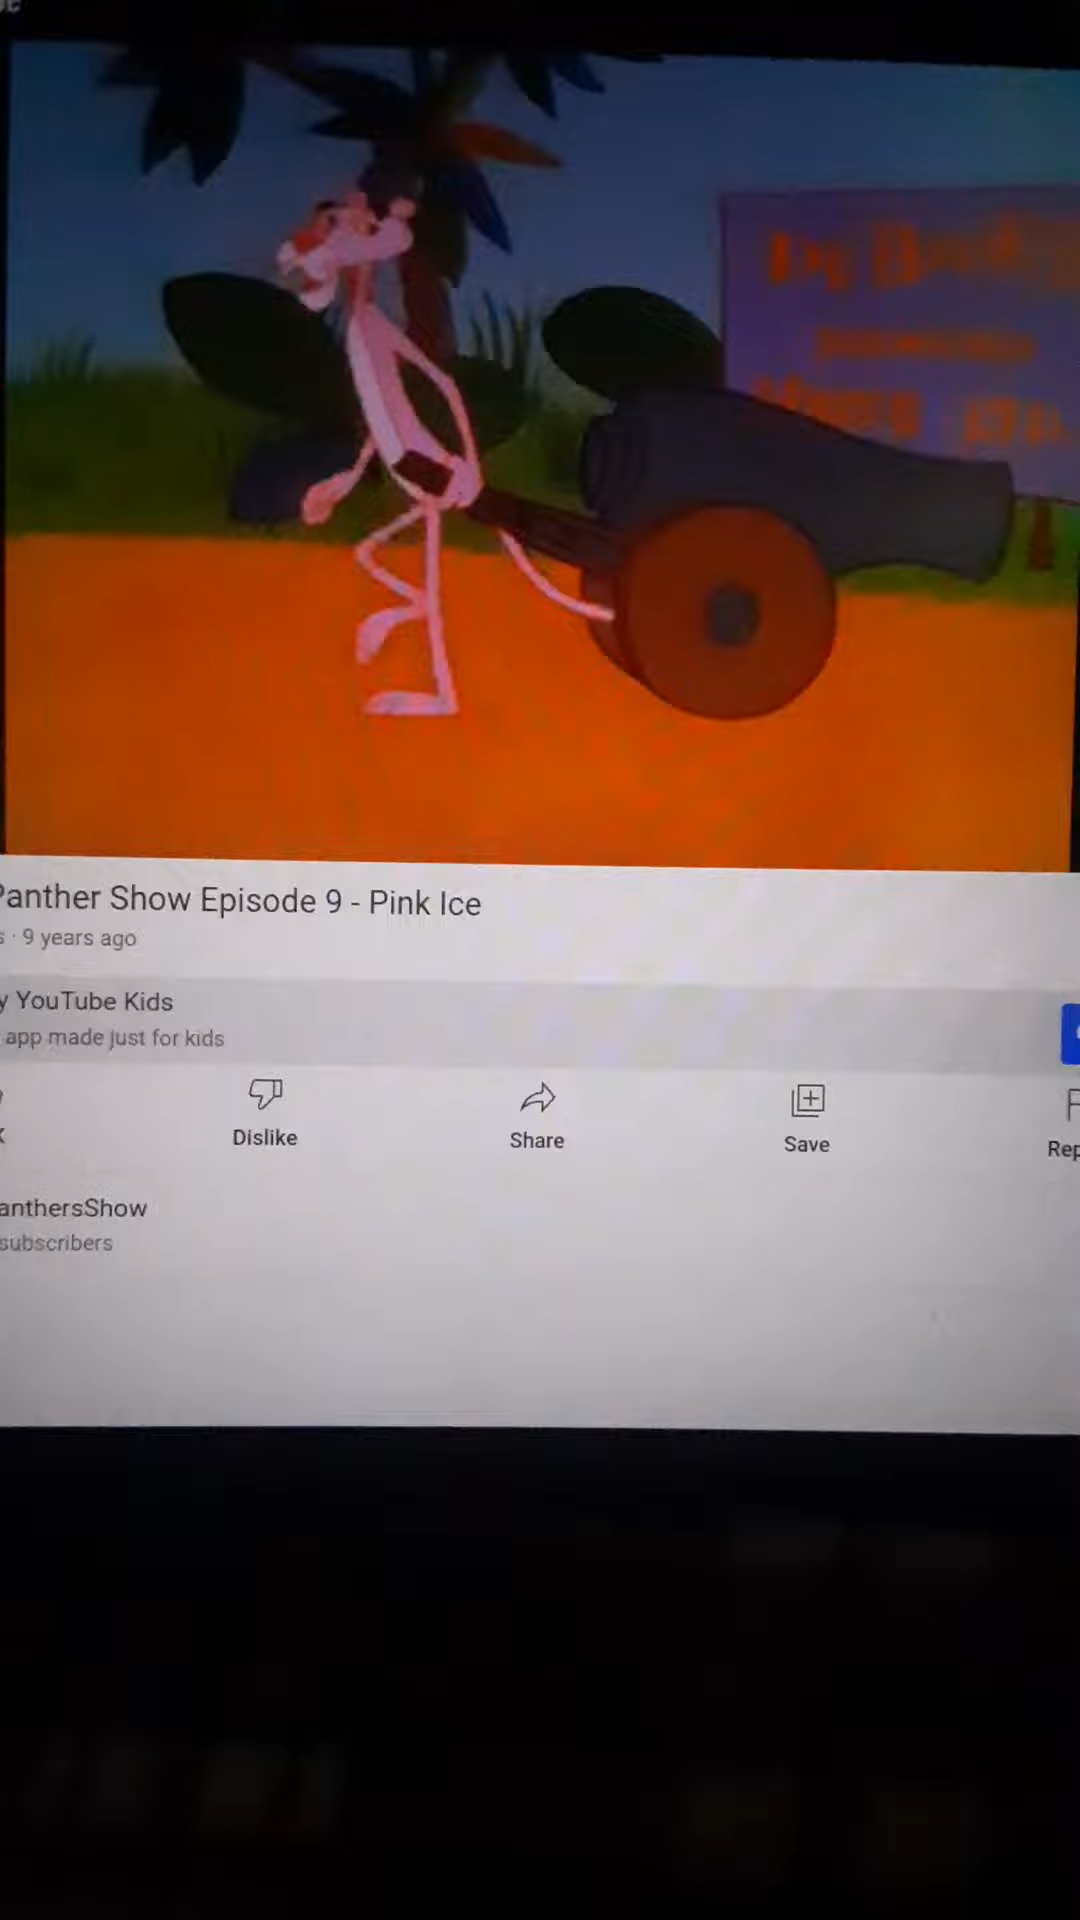 Panther Show Episode 9 - Pink Ice
s · 9 years ago
y YouTube Kids
app made just for kids
Dislike
Share
Save
Rep
anthersShow
subscribers